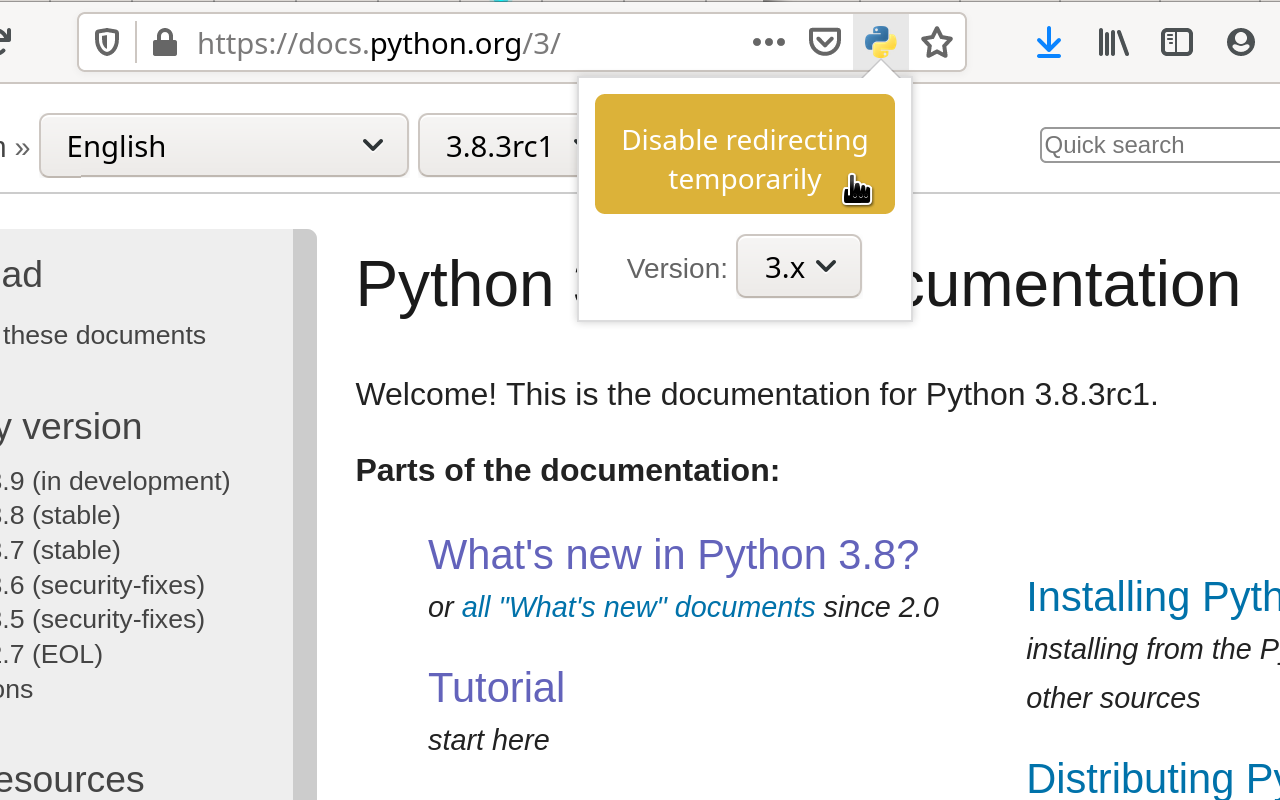 https://docs.python.org/3/
»
English
3.8.3rc1
Quick search
Disable redirecting
temporarily
Version:
3.x
ad
these documents
y version
.9 (in development)
.8 (stable)
.7 (stable)
.6 (security-fixes)
.5 (security-fixes)
.7 (EOL)
ons
esources
Python
cumentation
Welcome! This is the documentation for Python 3.8.3rc1.
Parts of the documentation:
What's new in Python 3.8?
or all "What's new" documents since 2.0
Tutorial
start here
Installing Pyth
installing from the Py
other sources
Distributing Py